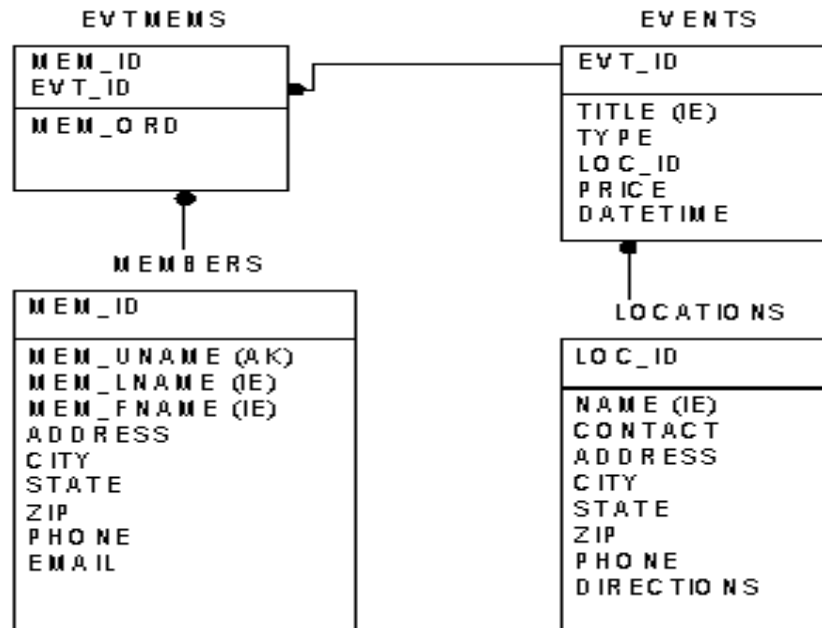 EVTMEMS
MEM_ID
EVT_ID
MEM_ORD
EVENTS
EVT_ID
TITLE (IE)
TYPE
LOC_ID
PRICE
DATETIME
MEMBERS
MEM_ID
MEM_UNAME (AK)
MEM_LNAME (IE)
MEM_FNAME (IE)
ADDRESS
CITY
STATE
ZIP
PHONE
EMAIL
LOCATIONS
LOC_ID
NAME (IE)
CONTACT
ADDRESS
CITY
STATE
ZIP
PHONE
DIRECTIONS